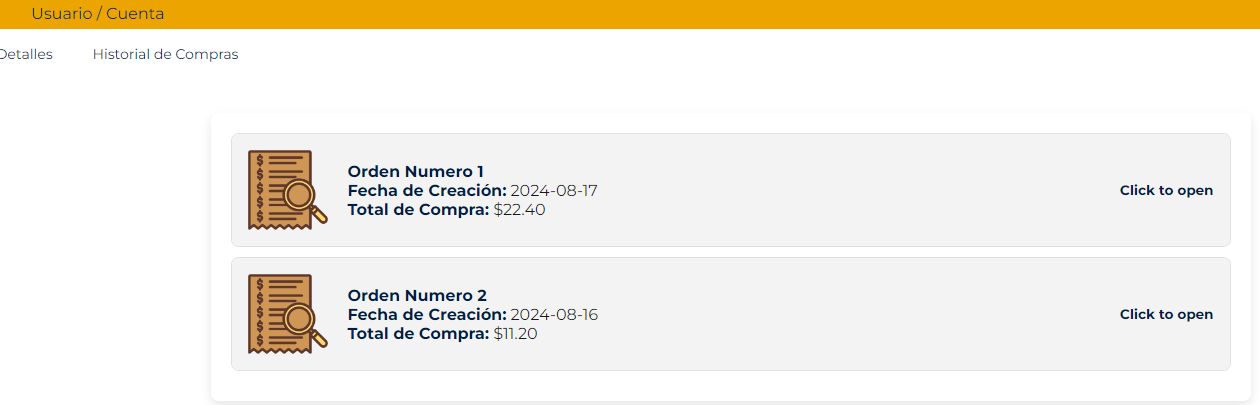 Usuario / Cuenta
Detalles Historial de Compras
Orden Numero 1
Fecha de Creación: 2024-08-17
Total de Compra: $22.40
Click to open
Orden Numero 2
Fecha de Creación: 2024-08-16
Total de Compra: $11.20
Click to open